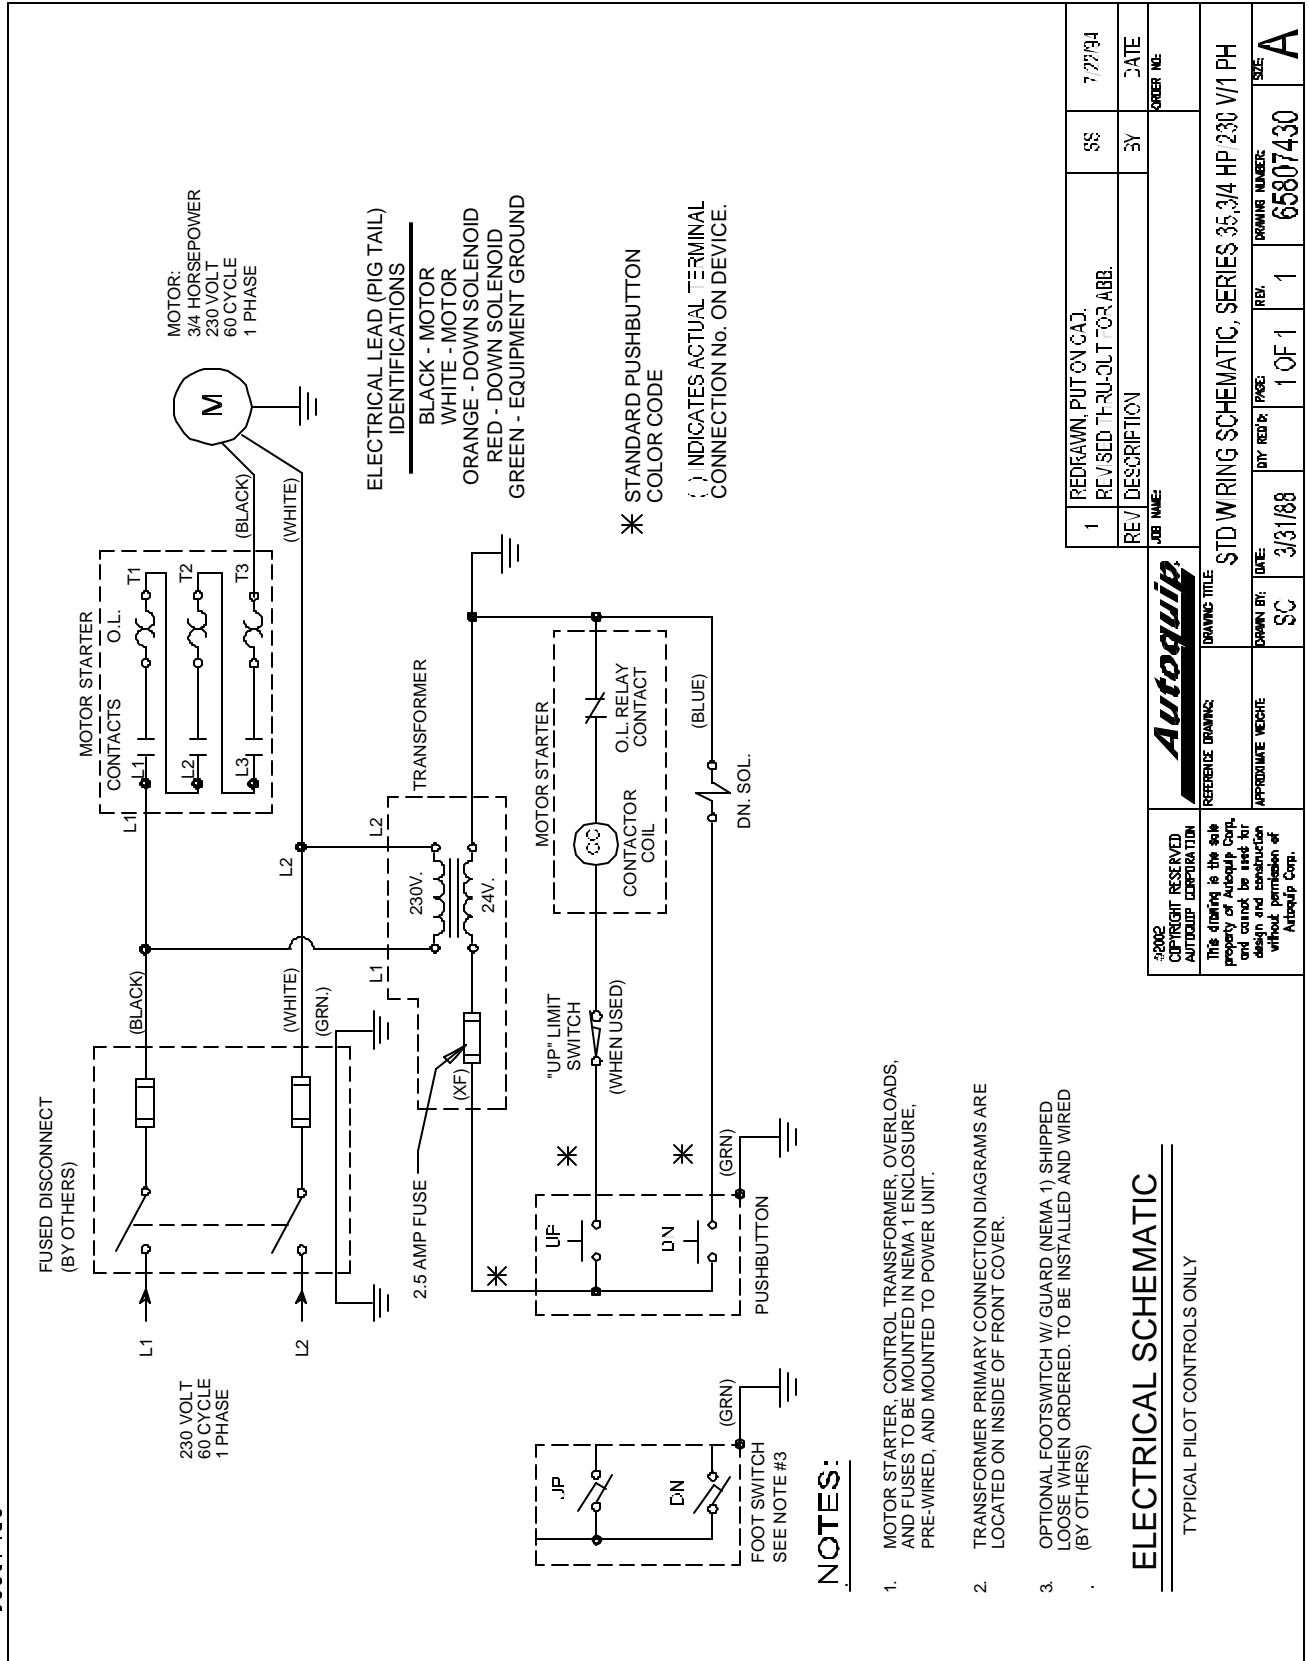 230 VOLT
60 CYCLE
1 PHASE
L1
L2
FUSED DISCONNECT
(BY OTHERS)
(BLACK)
(WHITE)
(GRN.)
L1
L2
MOTOR STARTER
CONTACTS
O.L.
L1
T1
L2
T2
L3
T3
(BLACK)
(WHITE)
M
MOTOR:
3/4 HORSEPOWER
230 VOLT
60 CYCLE
1 PHASE
TRANSFORMER
L1
L2
230V.
24V.
(XF)
2.5 AMP FUSE
ELECTRICAL LEAD (PIG TAIL)
IDENTIFICATIONS
BLACK - MOTOR
WHITE - MOTOR
ORANGE - DOWN SOLENOID
RED - DOWN SOLENOID
GREEN - EQUIPMENT GROUND
"UP" LIMIT
SWITCH
(WHEN USED)
MOTOR STARTER
CC
CONTACTOR
COIL
O.L. RELAY
CONTACT
(BLUE)
DN. SOL.
UP
DN
(GRN)
PUSHBUTTON
UP
DN
(GRN)
FOOT SWITCH
SEE NOTE #3
STANDARD PUSHBUTTON
COLOR CODE
( ) INDICATES ACTUAL TERMINAL
CONNECTION No. ON DEVICE.
NOTES:
1. MOTOR STARTER, CONTROL TRANSFORMER, OVERLOADS,
AND FUSES TO BE MOUNTED IN NEMA 1 ENCLOSURE,
PRE-WIRED, AND MOUNTED TO POWER UNIT.
2. TRANSFORMER PRIMARY CONNECTION DIAGRAMS ARE
LOCATED ON INSIDE OF FRONT COVER.
3. OPTIONAL FOOTSWITCH W/ GUARD (NEMA 1) SHIPPED
LOOSE WHEN ORDERED. TO BE INSTALLED AND WIRED
(BY OTHERS)
ELECTRICAL SCHEMATIC
TYPICAL PILOT CONTROLS ONLY
1 REDRAWN, PUT ON CAD. SS 7/22/94
REVISED THRU-OUT FOR ABB.
REV DESCRIPTION BY DATE
©2002
COPYRIGHT RESERVED
AUTOQUIP CORPORATION
This drawing is the sole
property of Autoquip Corp.
and cannot be used for
design and construction
without permission of
Autoquip Corp.
Autoquip
JOB NAME:
ORDER NO:
REFERENCE DRAWING:
DRAWING TITLE:
STD WIRING SCHEMATIC, SERIES 35,3/4 HP/230 V/1 PH
APPROXIMATE WEIGHT:
DRAWN BY: SC
DATE: 3/31/88
QTY REQ'D:
PAGE: 1 OF 1
REV. 1
DRAWING NUMBER: 65807430
SIZE: A